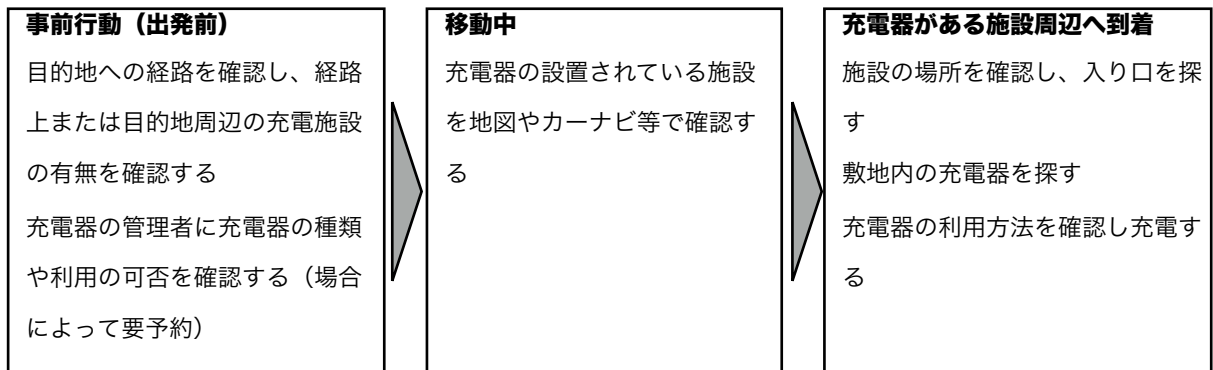 事前行動（出発前）
目的地への経路を確認し、経路
上または目的地周辺の充電施設
の有無を確認する
充電器の管理者に充電器の種類
や利用の可否を確認する（場合
によって要予約）
移動中
充電器の設置されている施設
を地図やカーナビ等で確認す
る
充電器がある施設周辺へ到着
施設の場所を確認し、入り口を探
す
敷地内の充電器を探す
充電器の利用方法を確認し充電す
る